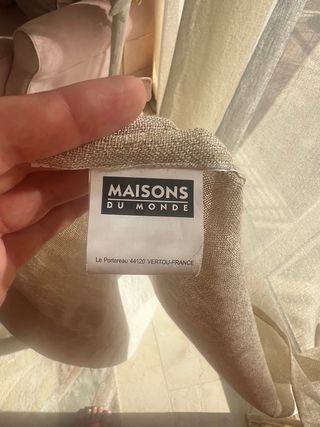 MAISONS
DU MONDE
Le Portereau 44120 VERTOU-FRANCE